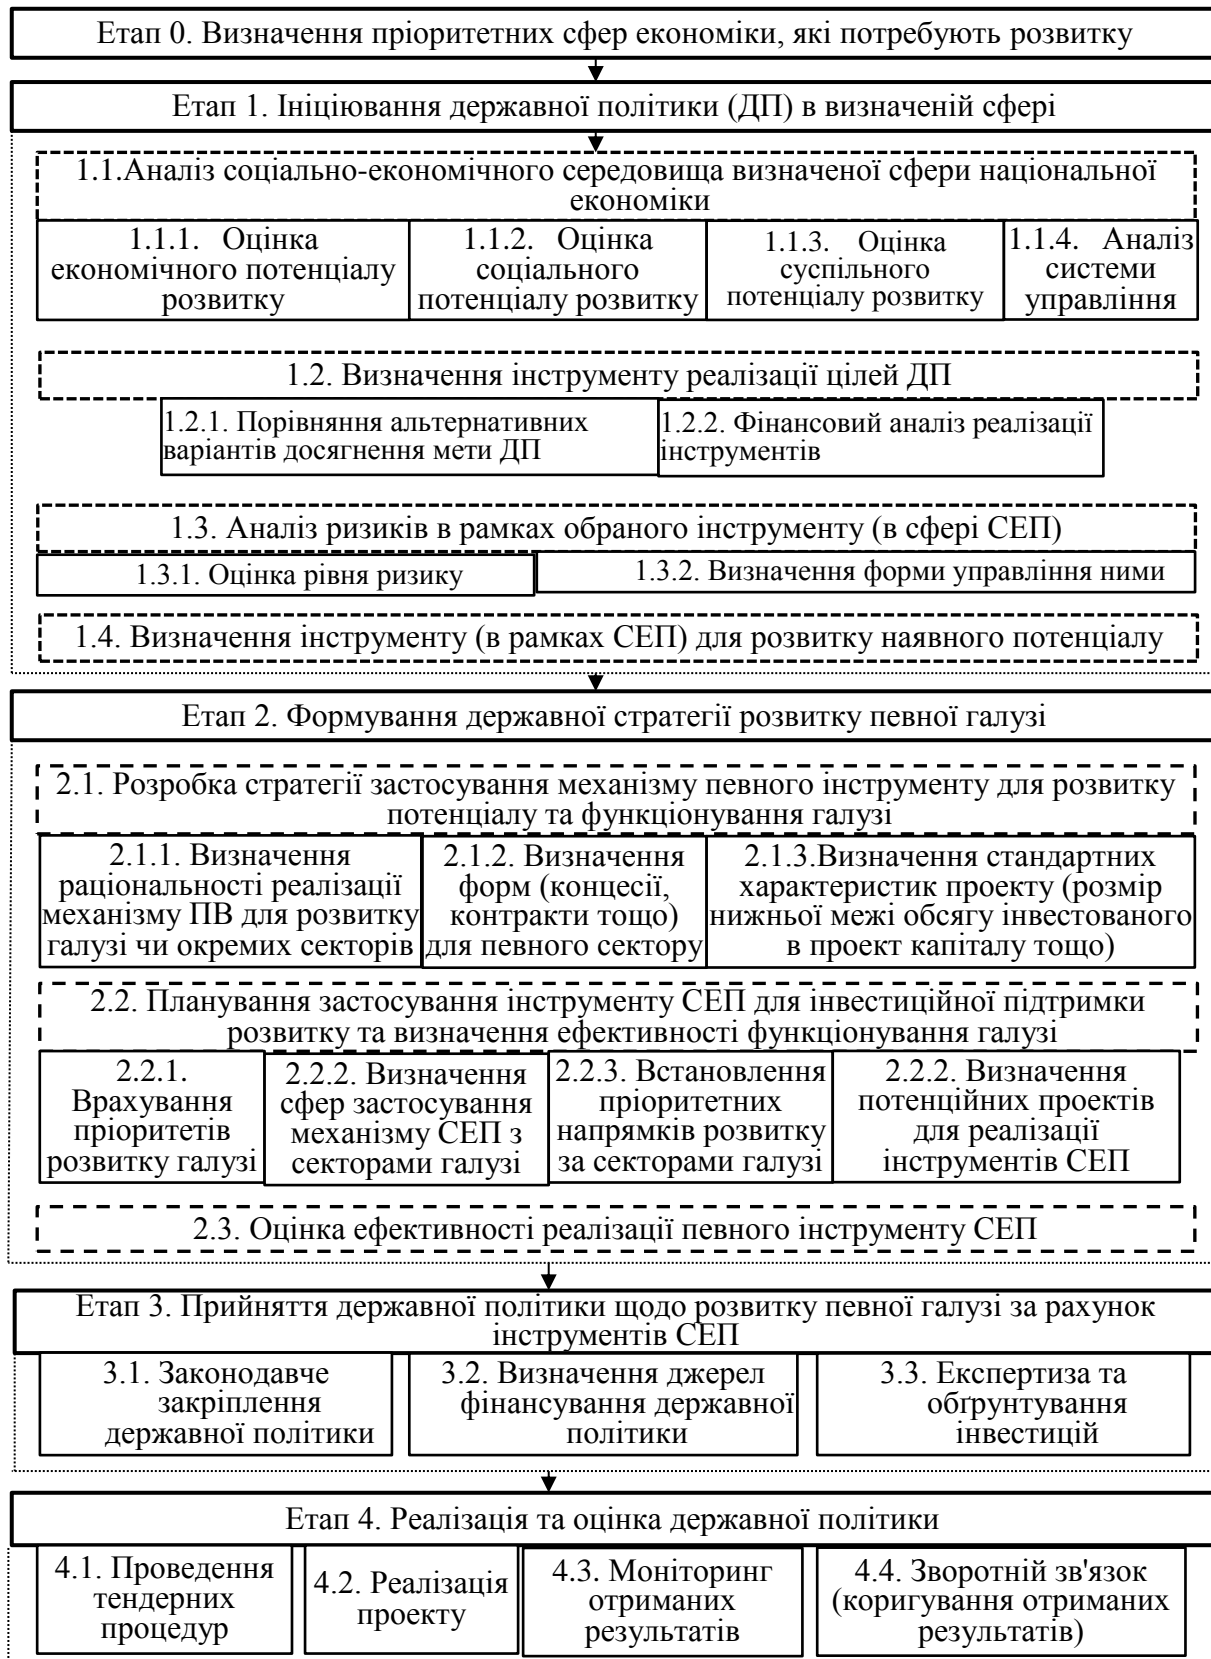 Етап 0. Визначення пріоритетних сфер економіки, які потребують розвитку
Етап 1. Ініціювання державної політики (ДП) в визначеній сфері
1.1.Аналіз соціально-економічного середовища визначеної сфери національної
економіки
1.1.1. Оцінка
економічного потенціалу
розвитку
1.1.2. Оцінка
соціального
потенціалу розвитку
1.1.3. Оцінка
суспільного
потенціалу розвитку
1.1.4. Аналіз
системи
управління
1.2. Визначення інструменту реалізації цілей ДП
1.2.1. Порівняння альтернативних
варіантів досягнення мети ДП
1.2.2. Фінансовий аналіз реалізації
інструментів
1.3. Аналіз ризиків в рамках обраного інструменту (в сфері СЕП)
1.3.1. Оцінка рівня ризику
1.3.2. Визначення форми управління ними
1.4. Визначення інструменту (в рамках СЕП) для розвитку наявного потенціалу
Етап 2. Формування державної стратегії розвитку певної галузі
2.1. Розробка стратегії застосування механізму певного інструменту для розвитку
потенціалу та функціонування галузі
2.1.1. Визначення
раціональності реалізації
механізму ПВ для розвитку
галузі чи окремих секторів
2.1.2. Визначення
форм (концесії,
контракти тощо)
для певного сектору
2.1.3.Визначення стандартних
характеристик проекту (розмір
нижньої межі обсягу інвестованого
в проект капіталу тощо)
2.2. Планування застосування інструменту СЕП для інвестиційної підтримки
розвитку та визначення ефективності функціонування галузі
2.2.1.
Врахування
пріоритетів
розвитку галузі
2.2.2. Визначення
сфер застосування
механізму СЕП з
секторами галузі
2.2.3. Встановлення
пріоритетних
напрямків розвитку
за секторами галузі
2.2.2. Визначення
потенційних проектів
для реалізації
інструментів СЕП
2.3. Оцінка ефективності реалізації певного інструменту СЕП
Етап 3. Прийняття державної політики щодо розвитку певної галузі за рахунок
інструментів СЕП
3.1. Законодавче
закріплення
державної політики
3.2. Визначення джерел
фінансування державної
політики
3.3. Експертиза та
обґрунтування
інвестицій
Етап 4. Реалізація та оцінка державної політики
4.1. Проведення
тендерних
процедур
4.2. Реалізація
проекту
4.3. Моніторинг
отриманих
результатів
4.4. Зворотній зв'язок
(коригування отриманих
результатів)